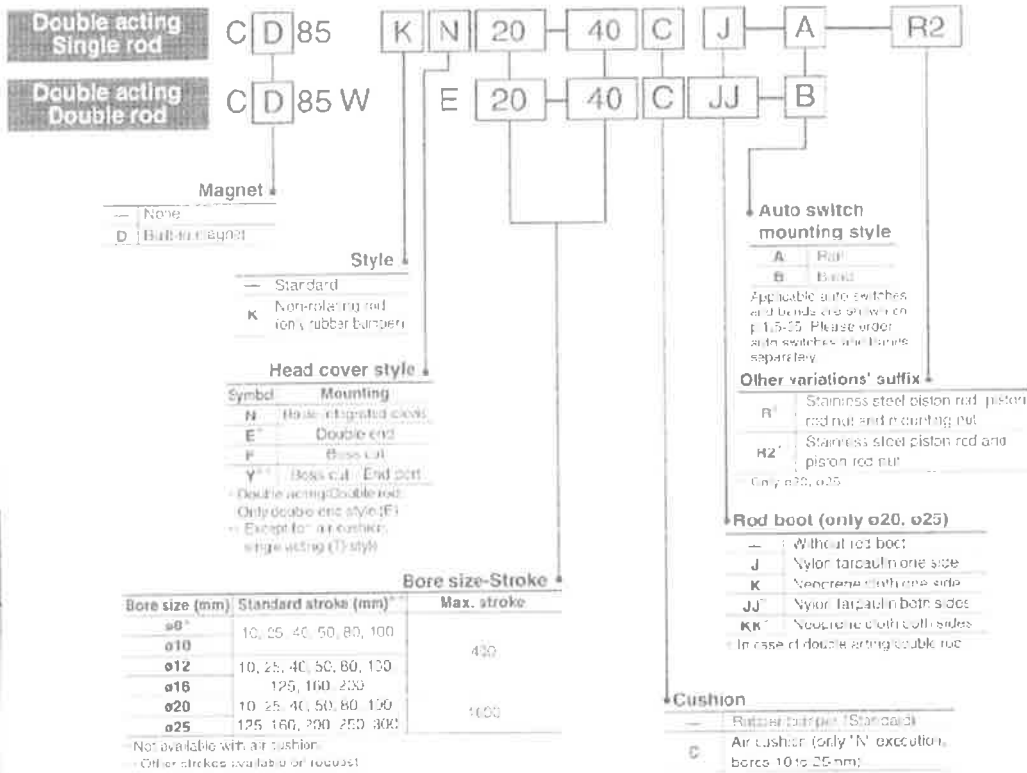 Double acting
Single rod
C D 85 K N 20 - 40 C J - A - R2
Double acting
Double rod
C D 85 W E 20 - 40 C JJ - B
Magnet
— None
D Built-in magnet
Style
— Standard
K Non-rotating rod
(only rubber bumper)
Head cover style
Symbol Mounting
N integrated clevis
E* Double end
F Boss cut
Y** Boss cut End port
* Double acting/Double rod:
Only double end style (E)
** Except for air cushion,
single acting (T) style
Bore size-Stroke
Bore size (mm) Standard stroke (mm)** Max. stroke
ø8* 10, 25, 40, 50, 80, 100 400
ø10
ø12 10, 25, 40, 50, 80, 100
ø16 125, 160, 200
ø20 10, 25, 40, 50, 80, 100 1000
ø25 125, 160, 200, 250, 300
* Not available with air cushion
** Other strokes available on request
Auto switch
mounting style
A Rail
B Band
Applicable auto switches
and bands are shown on
Please order
auto switches and bands
separately
Other variations' suffix
R* Stainless steel piston rod, piston
rod nut and mounting nut
R2* Stainless steel piston rod and
piston rod nut
* Only ø20, ø25
Rod boot (only ø20, ø25)
— Without rod boot
J Nylon tarpaulin one side
K Neoprene cloth one side
JJ* Nylon tarpaulin both sides
KK* Neoprene cloth both sides
* In case of double acting/double rod
Cushion
— Rubber bumper (Standard)
C Air cushion (only "N" execution,
bores 10 to 25 mm)